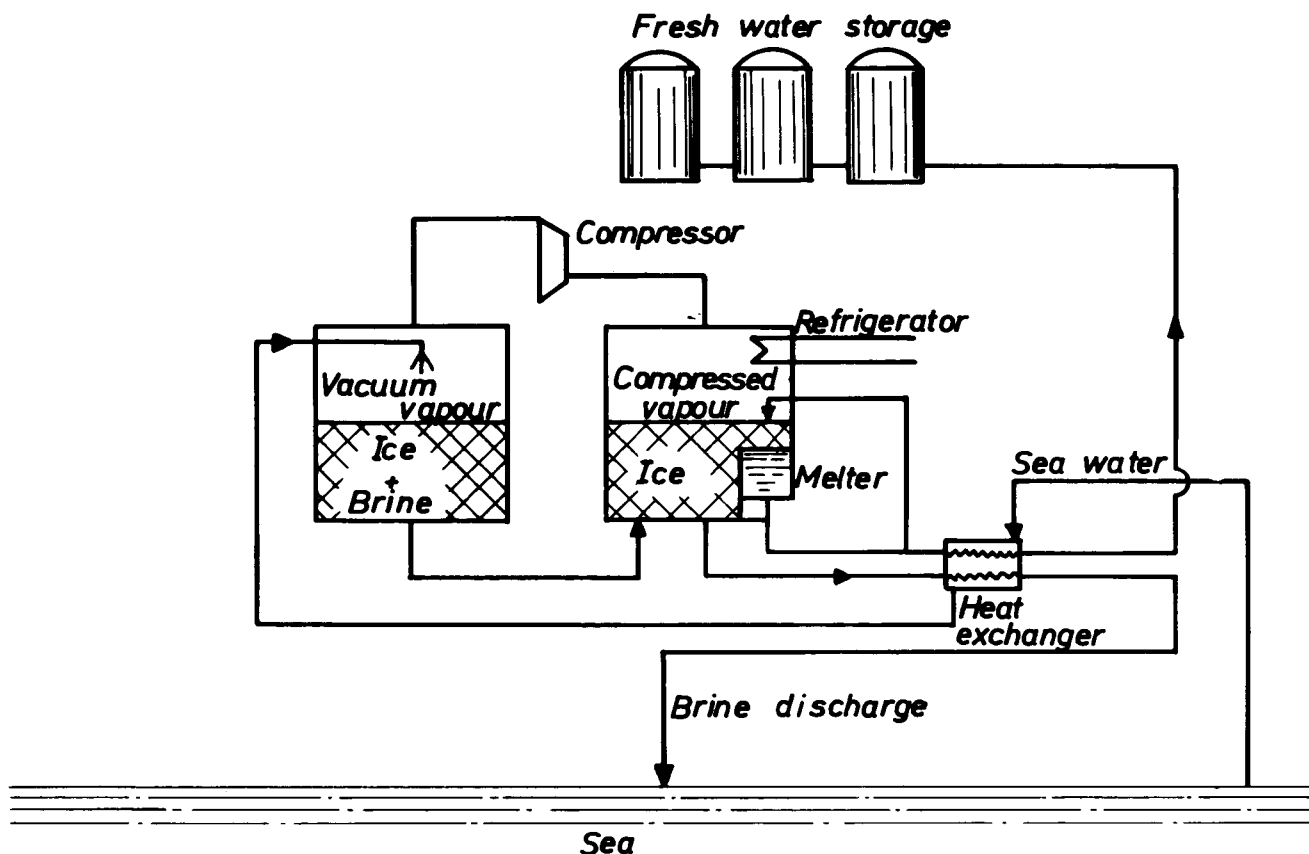 Fresh water storage
Compressor
Refrigerator
Vacuum
vapour
Compressed
vapour
Ice
+
Brine
Ice
Melter
Sea water
Heat
exchanger
Brine discharge
Sea